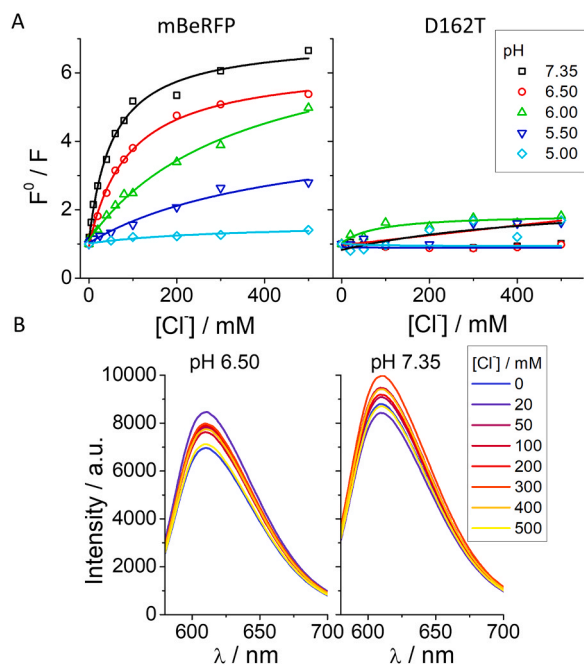 A
mBeRFP
D162T
F⁰ / F
6
4
2
0
0 200 400
0 200 400
[Cl⁻] / mM
[Cl⁻] / mM
pH
7.35
6.50
6.00
5.50
5.00
B
pH 6.50
pH 7.35
Intensity / a.u.
10000
8000
6000
4000
2000
0
600 650 700
600 650 700
λ / nm
λ / nm
[Cl⁻] / mM
0
20
50
100
200
300
400
500